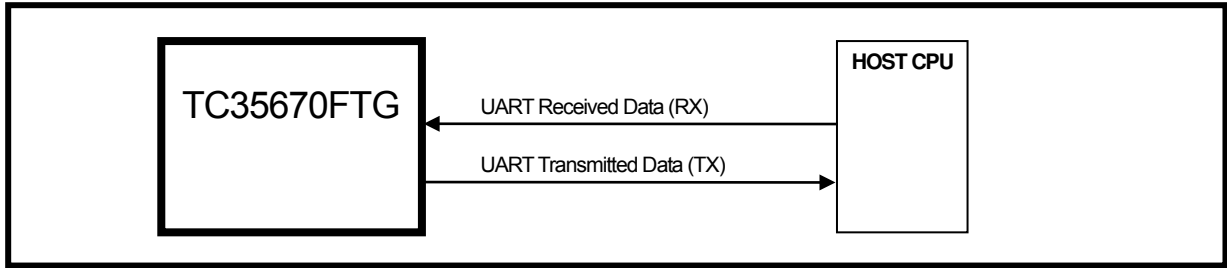 HOST CPU
TC35670FTG
UART Received Data (RX)
UART Transmitted Data (TX)